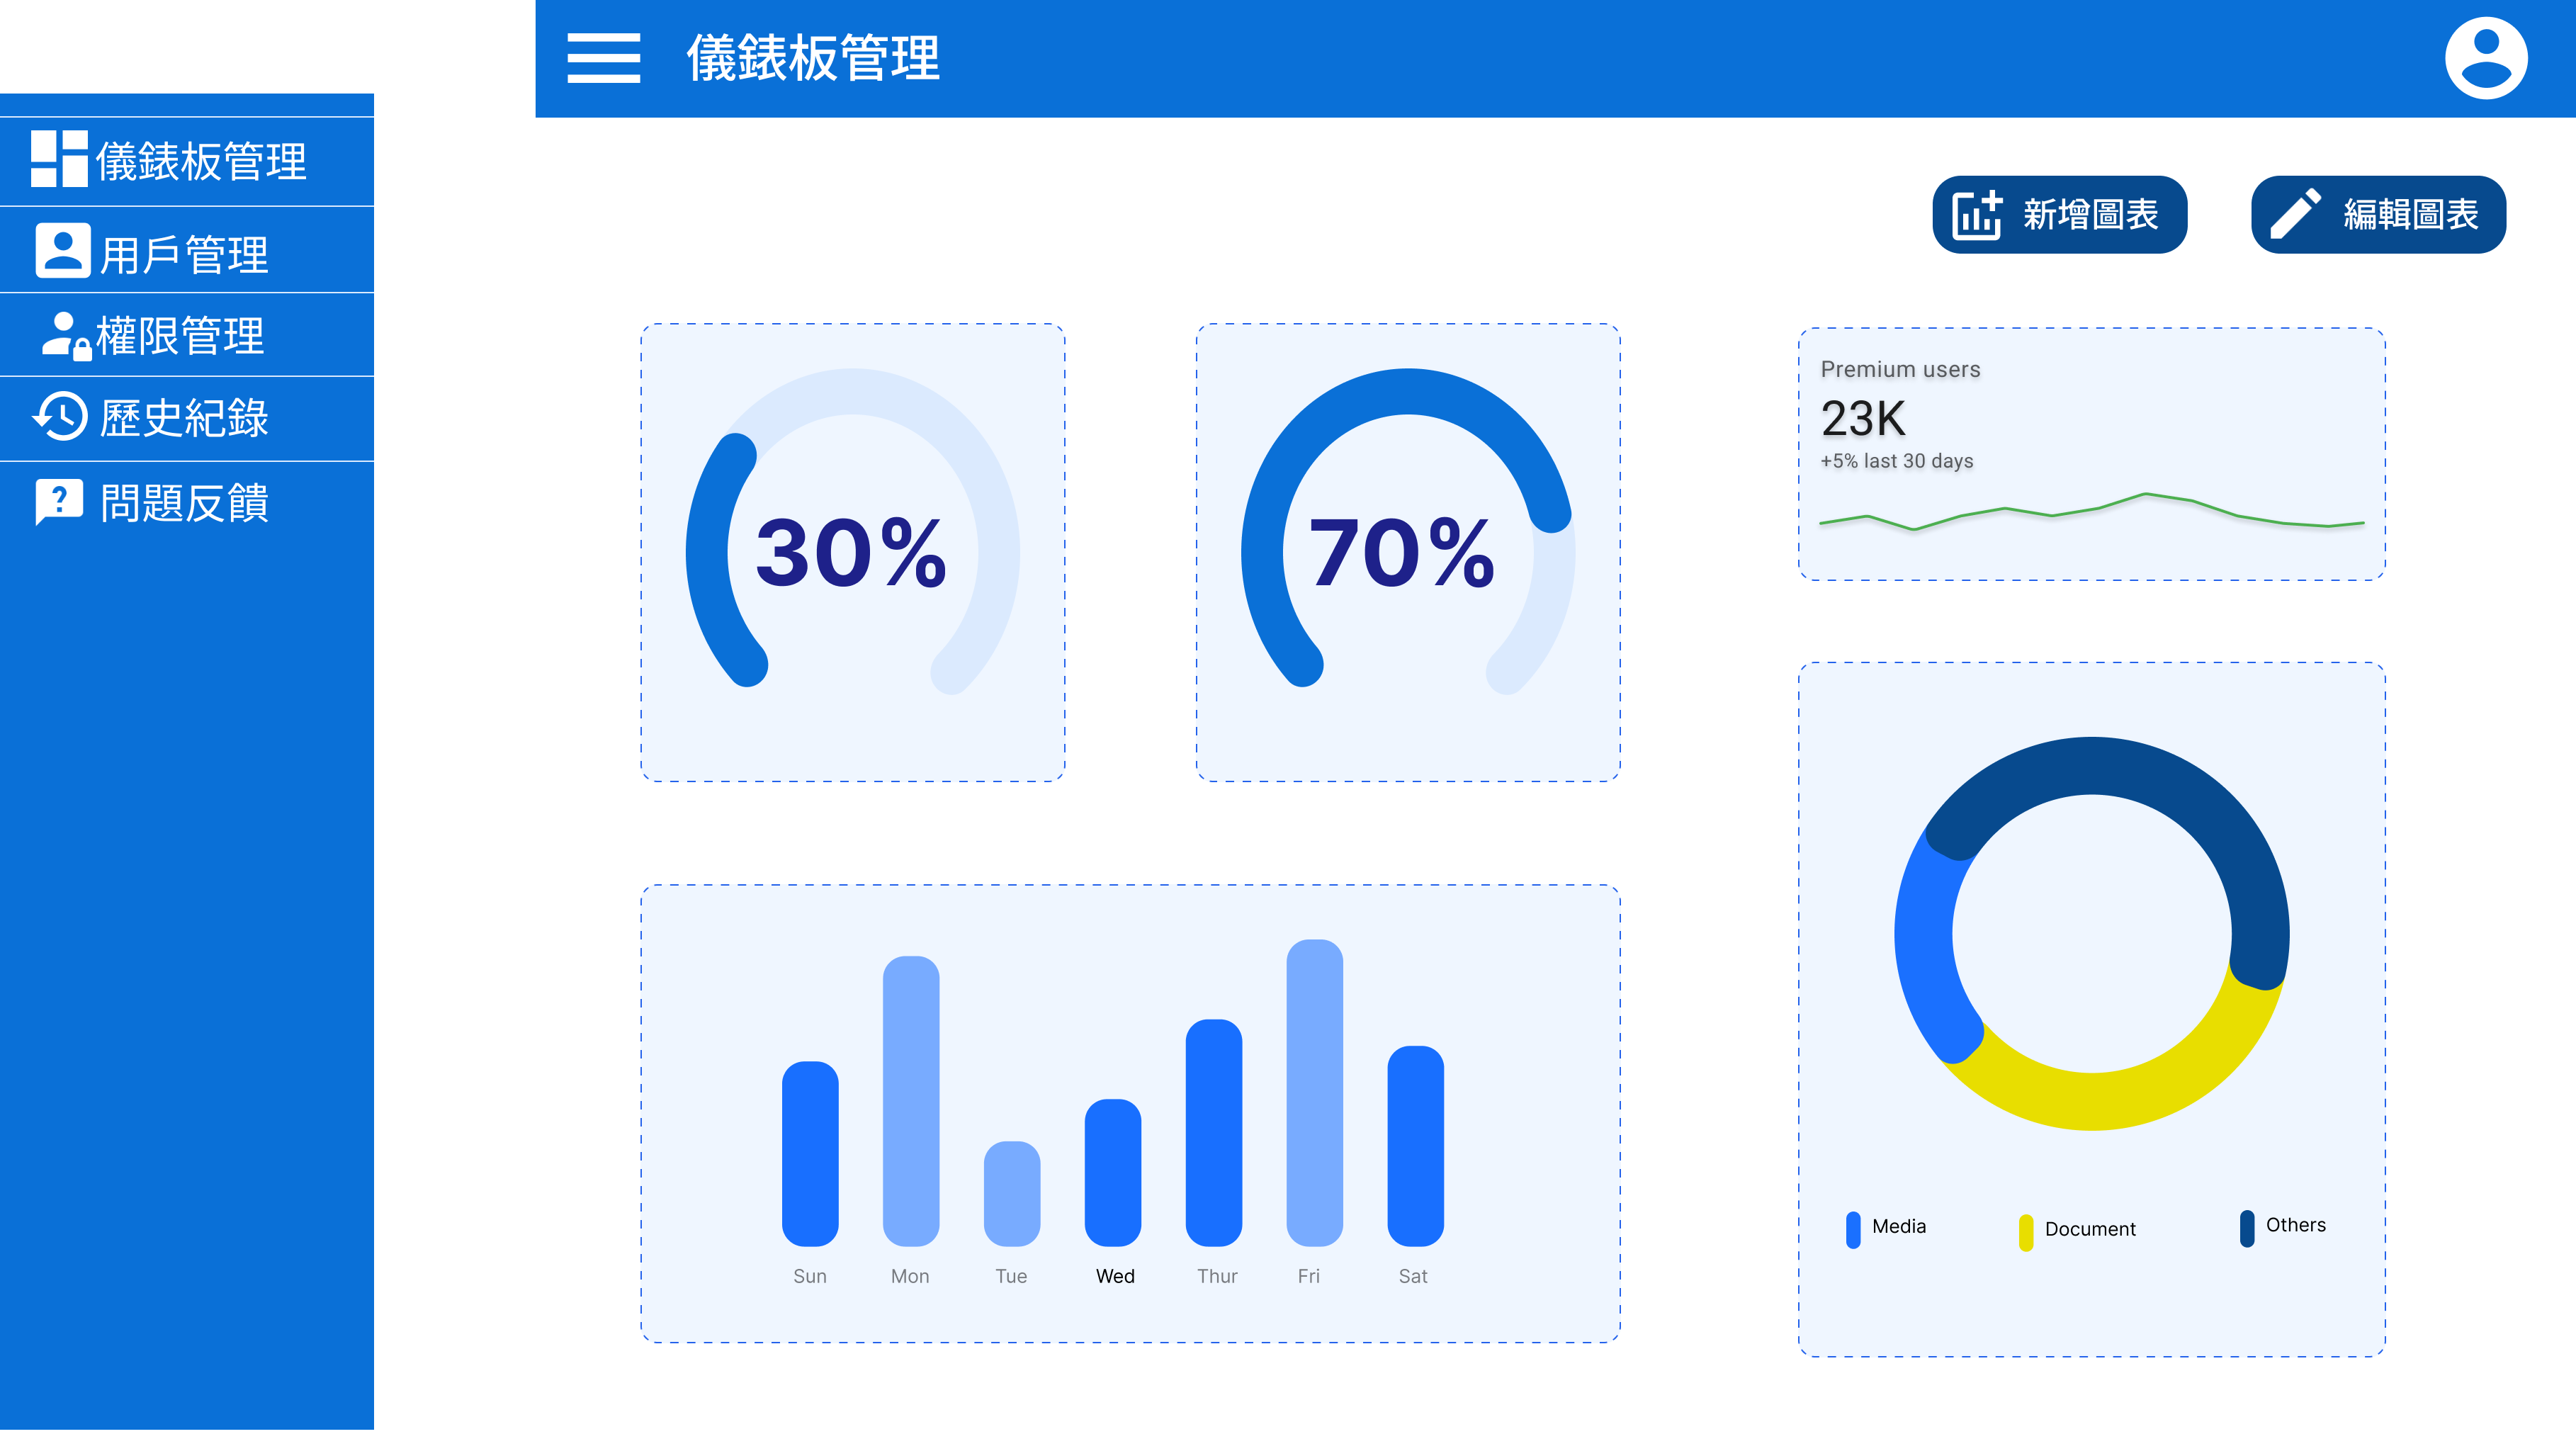 儀錶板管理
儀錶板管理
用戶管理
權限管理
歷史紀錄
問題反饋
新增圖表
編輯圖表
30%
70%
Premium users
23K
+5% last 30 days
Sun Mon Tue Wed Thur Fri Sat
Media Document Others